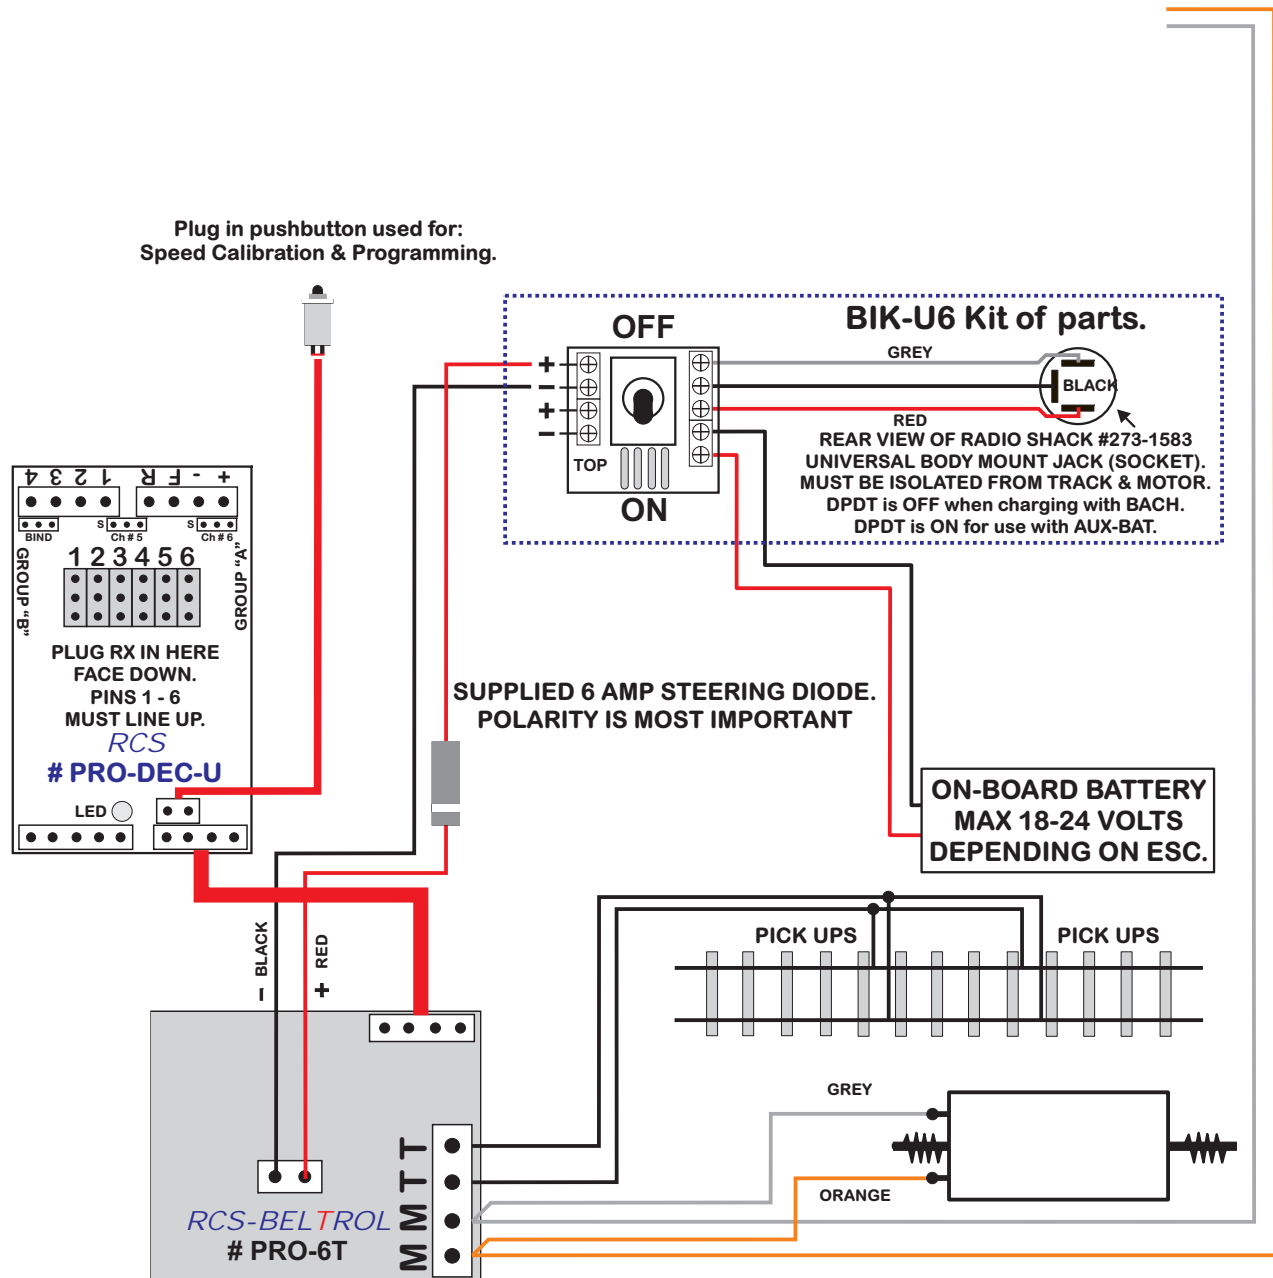 Plug in pushbutton used for:
Speed Calibration & Programming.
OFF
BIK-U6 Kit of parts.
GREY
+
−
+
−
BLACK
RED
TOP
ON
REAR VIEW OF RADIO SHACK #273-1583
UNIVERSAL BODY MOUNT JACK (SOCKET).
MUST BE ISOLATED FROM TRACK & MOTOR.
DPDT is OFF when charging with BACH.
DPDT is ON for use with AUX-BAT.
4 3 2 1 R F - +
S S
BIND Ch # 5 Ch # 6
1 2 3 4 5 6
GROUP "B"
GROUP "A"
PLUG RX IN HERE
FACE DOWN.
PINS 1 - 6
MUST LINE UP.
RCS
# PRO-DEC-U
LED
SUPPLIED 6 AMP STEERING DIODE.
POLARITY IS MOST IMPORTANT
ON-BOARD BATTERY
MAX 18-24 VOLTS
DEPENDING ON ESC.
− BLACK
+ RED
PICK UPS
PICK UPS
GREY
ORANGE
M M T T
RCS-BELTROL
# PRO-6T